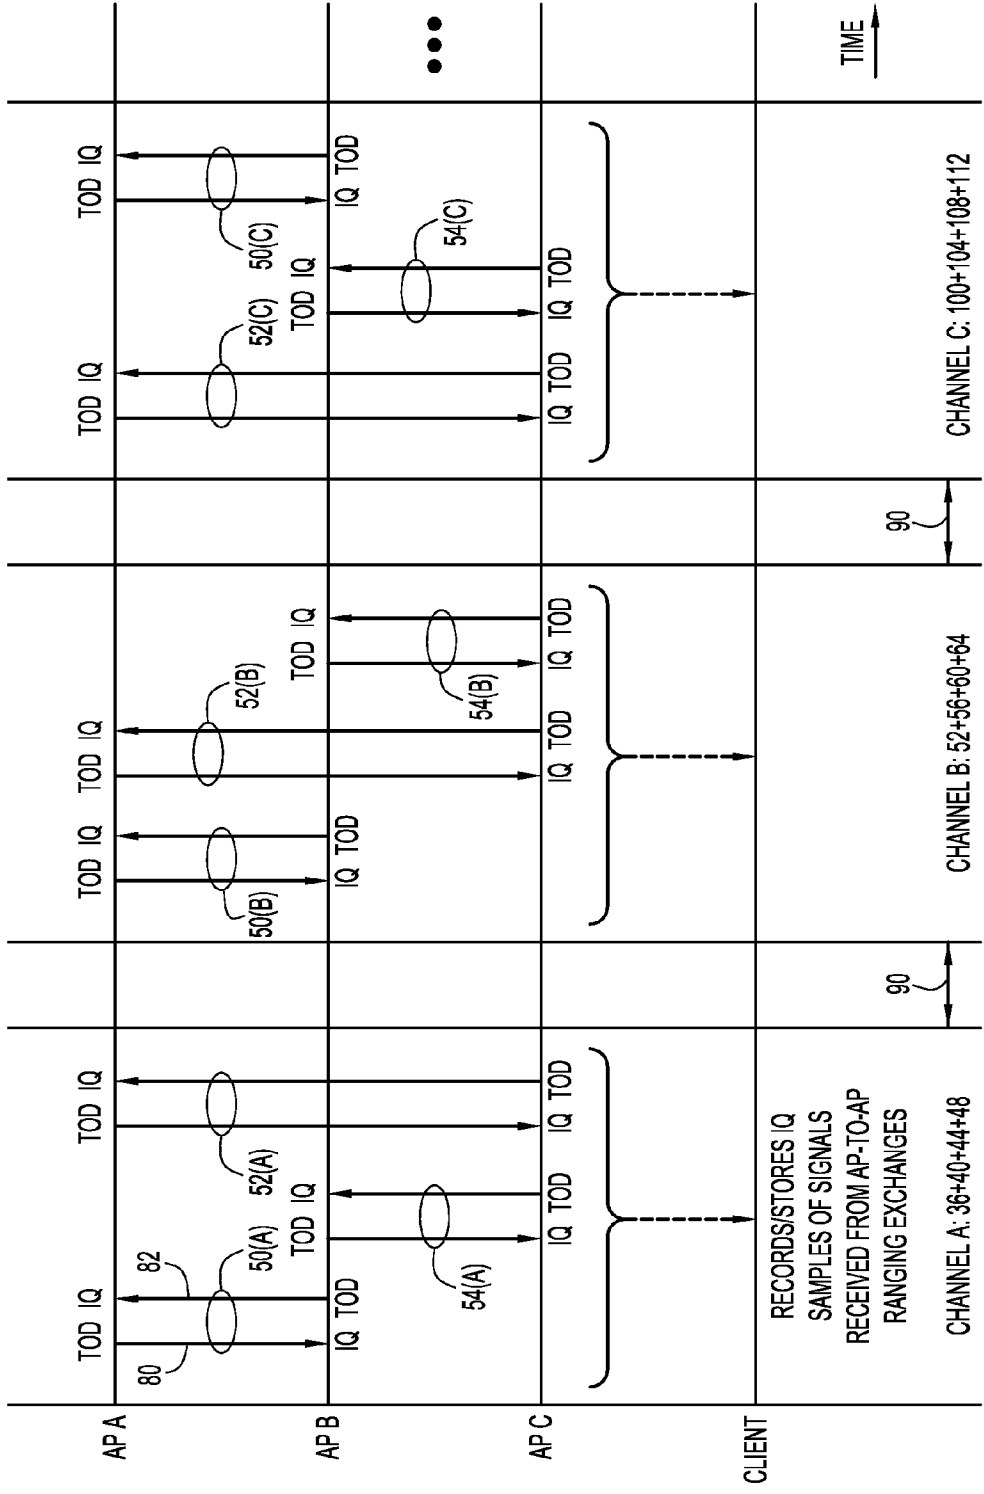 TOD IQ
TOD IQ
TOD IQ
TOD IQ
TOD IQ
TOD IQ
AP A
80
82
50(A)
52(A)
50(B)
52(B)
52(C)
50(C)
TOD IQ
TOD IQ
TOD IQ
AP B
IQ TOD
IQ TOD
IQ TOD
54(A)
54(B)
54(C)
AP C
IQ TOD
IQ TOD
IQ TOD
IQ TOD
IQ TOD
IQ TOD
CLIENT
RECORDS/STORES IQ
SAMPLES OF SIGNALS
RECEIVED FROM AP-TO-AP
RANGING EXCHANGES
TIME
90
90
CHANNEL A: 36+40+44+48
CHANNEL B: 52+56+60+64
CHANNEL C: 100+104+108+112